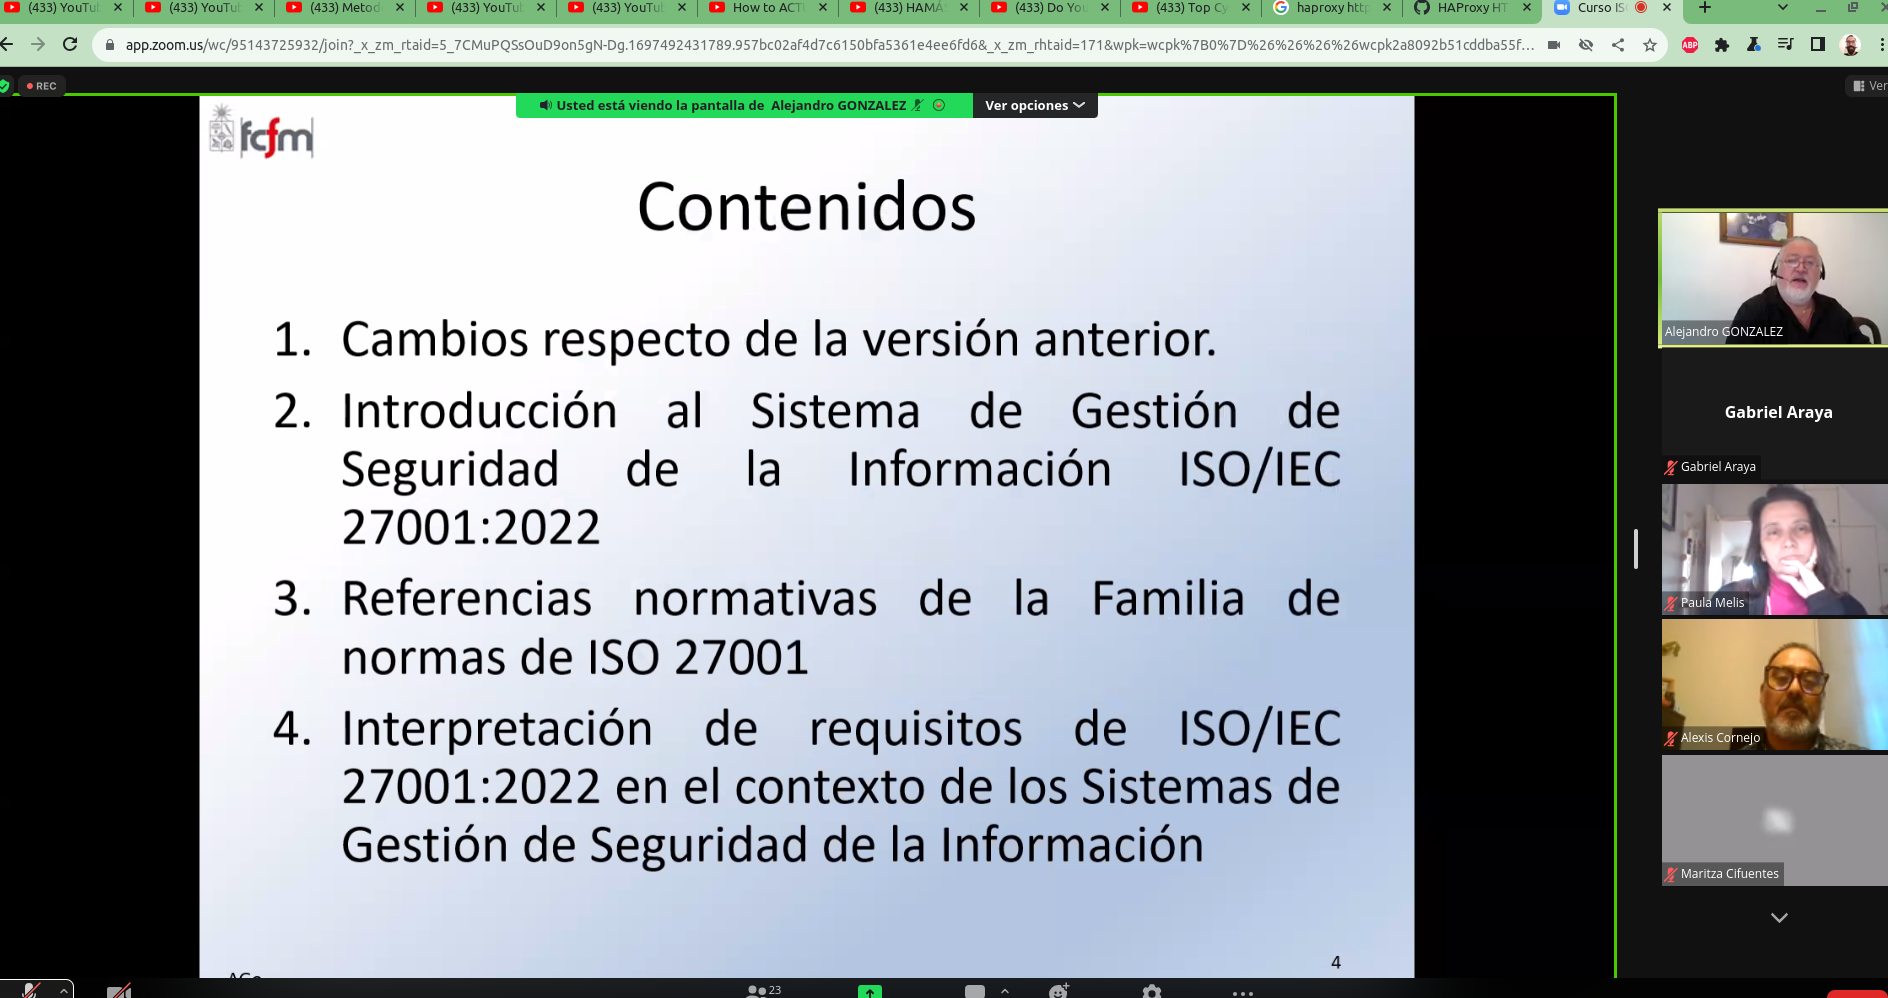 (433) YouTu
(433) YouTu
(433) Metod
(433) YouTu
(433) YouTu
How to ACT
(433) HAMÁ
(433) Do You
(433) Top Cy
haproxy http
HAProxy HT
Curso IS
app.zoom.us/wc/95143725932/join?_x_zm_rtaid=5_7CMuPQSsOuD9on5gN-Dg.1697492431789.957bc02af4d7c6150bfa5361e4ee6fd6&_x_zm_rhtaid=171&wpk=wcpk%7B0%7D%26%26%26%26wcpk2a8092b51cddba55f...
ABP
REC
Usted está viendo la pantalla de Alejandro GONZALEZ
Ver opciones
Ver
fcfm
Contenidos
1. Cambios respecto de la versión anterior.
2. Introducción al Sistema de Gestión de
Seguridad de la Información ISO/IEC
27001:2022
3. Referencias normativas de la Familia de
normas de ISO 27001
4. Interpretación de requisitos de ISO/IEC
27001:2022 en el contexto de los Sistemas de
Gestión de Seguridad de la Información
4
Alejandro GONZALEZ
Gabriel Araya
Gabriel Araya
Paula Melis
Alexis Cornejo
Maritza Cifuentes
23